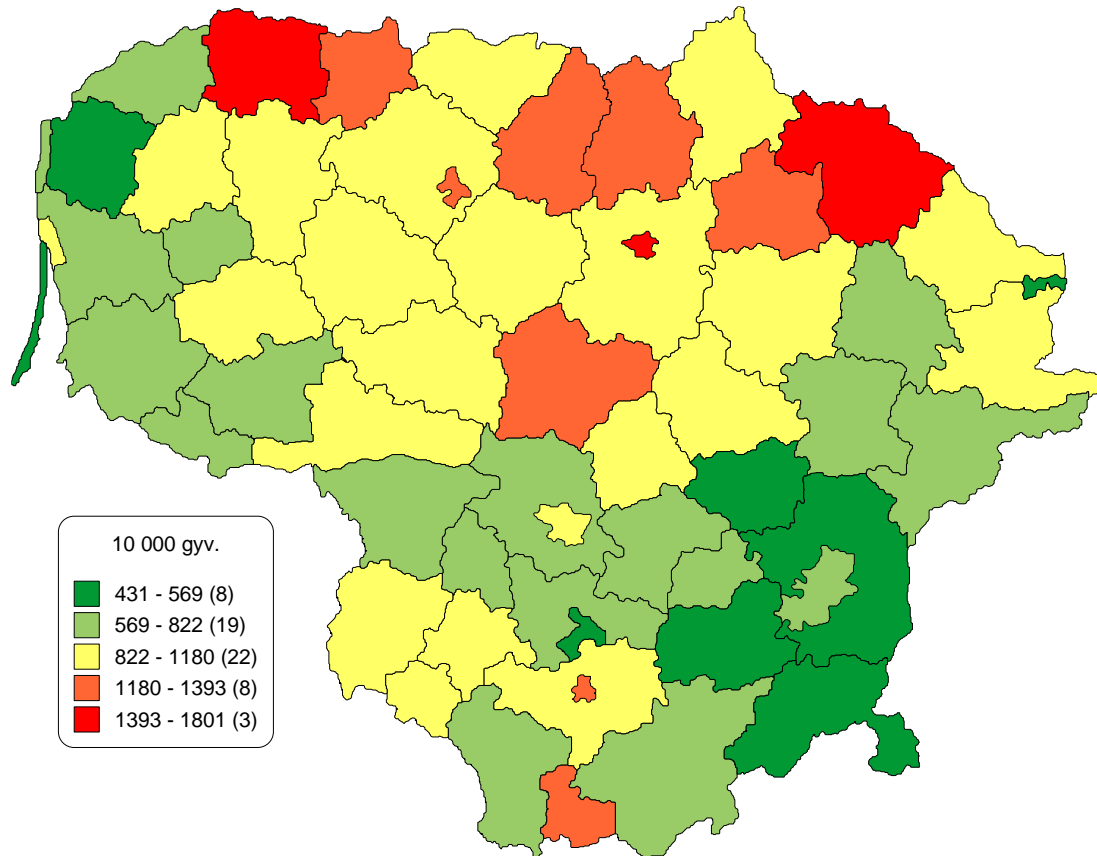 10 000 gyv.
431 - 569 (8)
569 - 822 (19)
822 - 1180 (22)
1180 - 1393 (8)
1393 - 1801 (3)